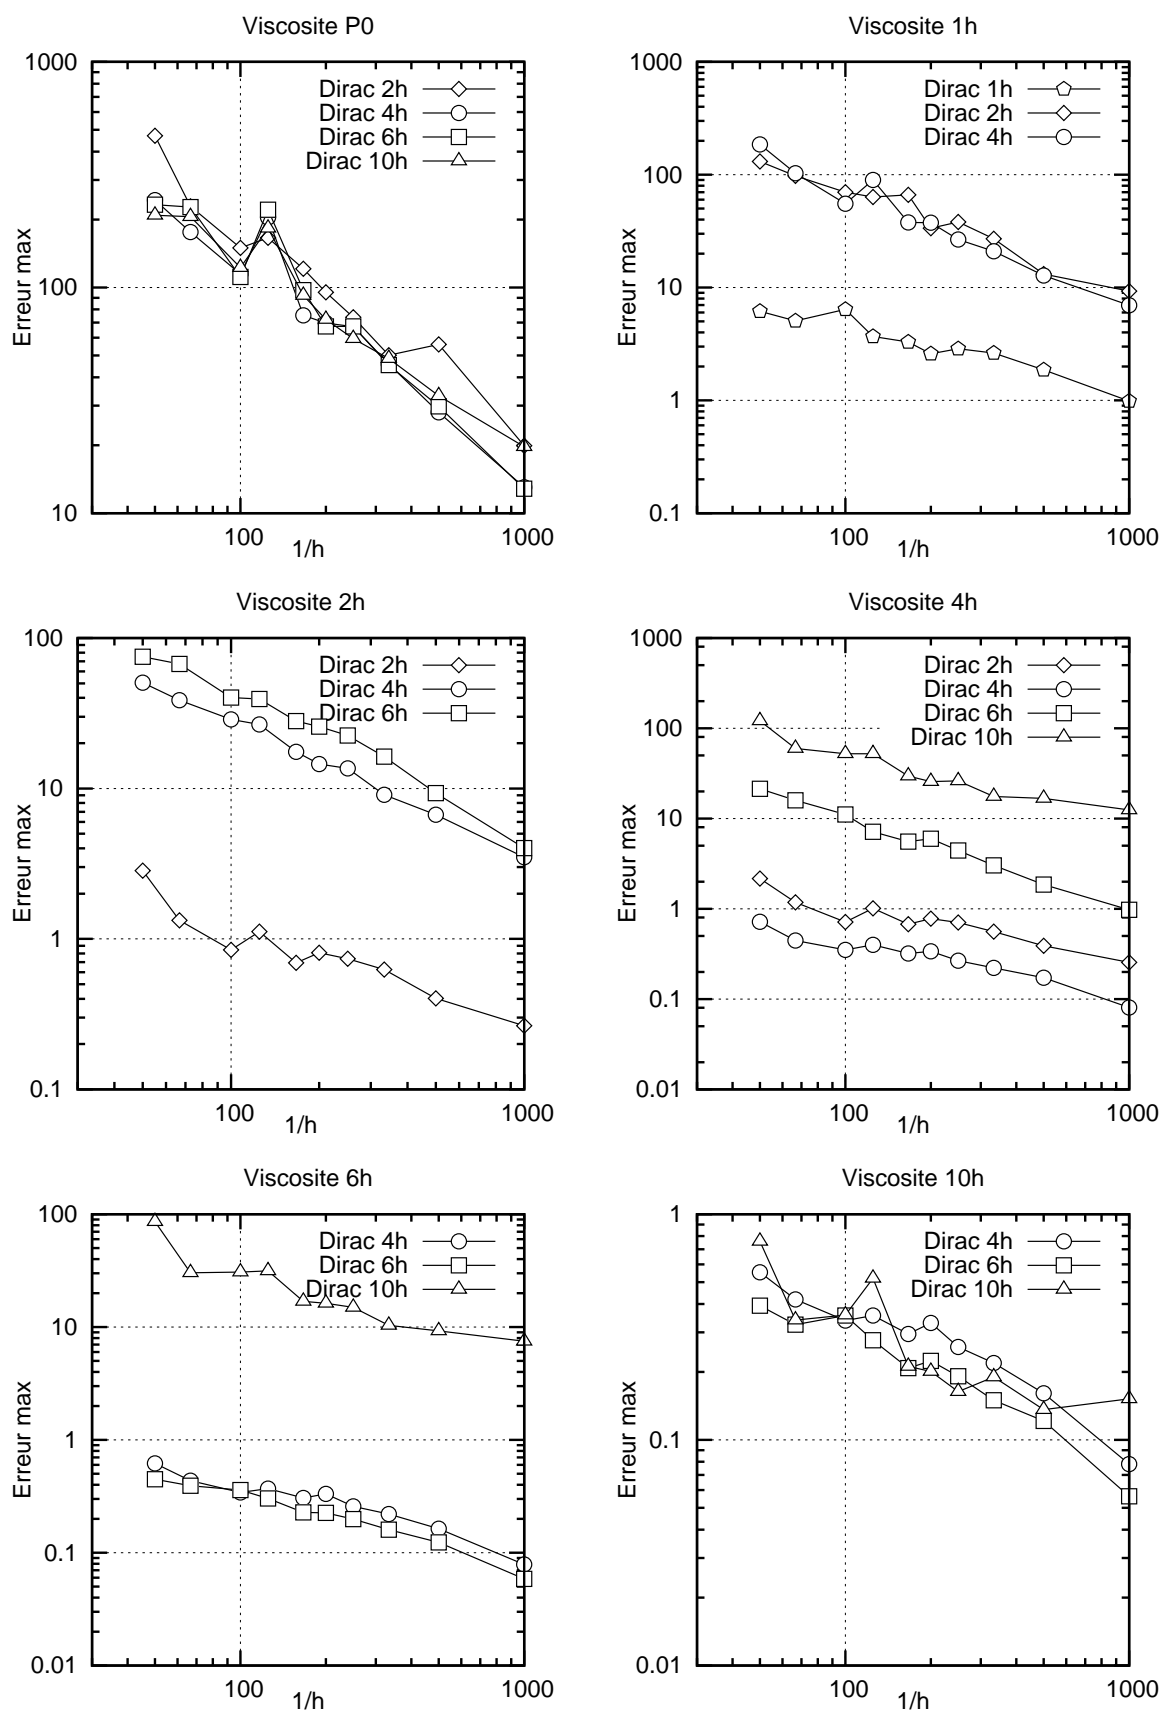 Viscosite P0
1000
100
10
Erreur max
Dirac 2h
Dirac 4h
Dirac 6h
Dirac 10h
100
1000
1/h
Viscosite 1h
1000
100
10
1
0.1
Erreur max
Dirac 1h
Dirac 2h
Dirac 4h
100
1000
1/h
Viscosite 2h
100
10
1
0.1
Erreur max
Dirac 2h
Dirac 4h
Dirac 6h
100
1000
1/h
Viscosite 4h
1000
100
10
1
0.1
0.01
Erreur max
Dirac 2h
Dirac 4h
Dirac 6h
Dirac 10h
100
1000
1/h
Viscosite 6h
100
10
1
0.1
0.01
Erreur max
Dirac 4h
Dirac 6h
Dirac 10h
100
1000
1/h
Viscosite 10h
1
0.1
0.01
Erreur max
Dirac 4h
Dirac 6h
Dirac 10h
100
1000
1/h